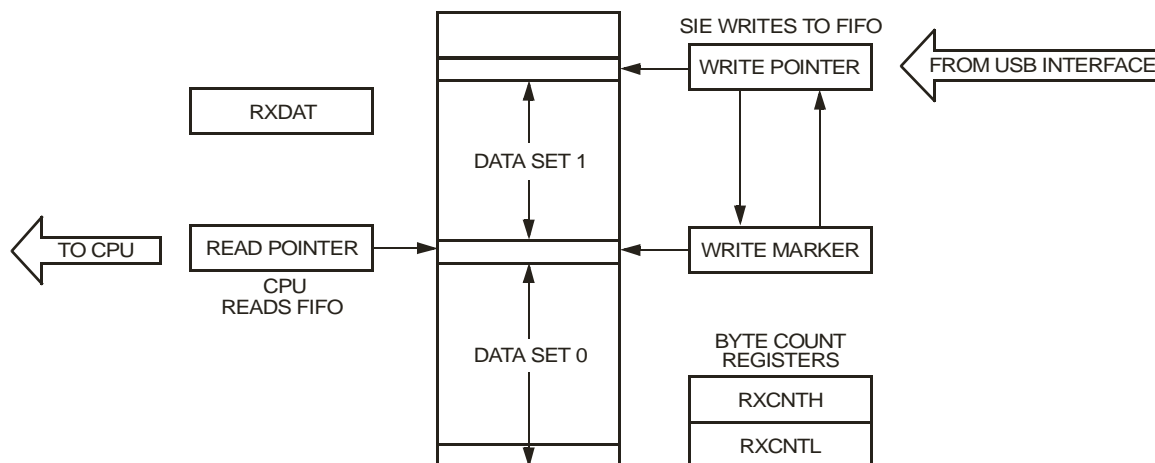 SIE WRITES TO FIFO
WRITE POINTER
FROM USB INTERFACE
RXDAT
DATA SET 1
TO CPU
READ POINTER
WRITE MARKER
CPU
READS FIFO
DATA SET 0
BYTE COUNT
REGISTERS
RXCNTH
RXCNTL